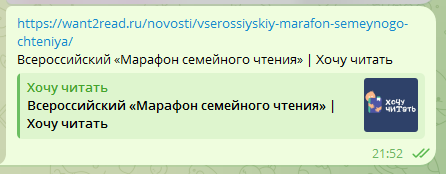 https://want2read.ru/novosti/vserossiyskiy-marafon-semeynogo-
chteniya/
Всероссийский «Марафон семейного чтения» | Хочу читать
Хочу читать
Всероссийский «Марафон семейного чтения» |
Хочу читать
хочу
читать
21:52